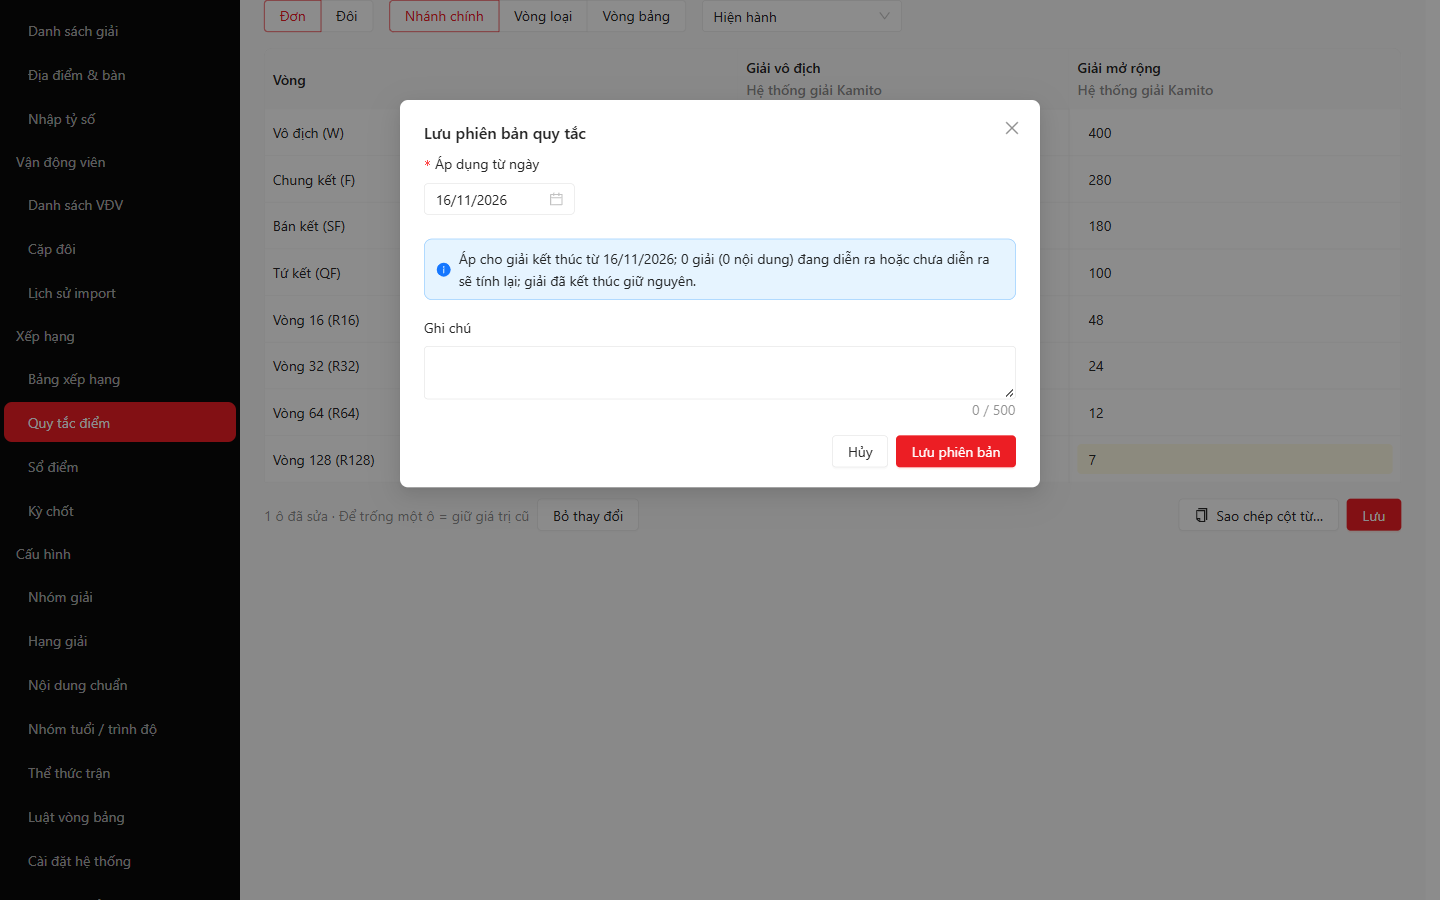 Danh sách giải
Địa điểm & bàn
Nhập tỷ số
Vận động viên
Danh sách VĐV
Cặp đôi
Lịch sử import
Xếp hạng
Bảng xếp hạng
Quy tắc điểm
Sổ điểm
Kỳ chốt
Cấu hình
Nhóm giải
Hạng giải
Nội dung chuẩn
Nhóm tuổi / trình độ
Thể thức trận
Luật vòng bảng
Cài đặt hệ thống
Đơn Đôi Nhánh chính Vòng loại Vòng bảng Hiện hành
Vòng Giải vô địch Giải mở rộng
Hệ thống giải Kamito Hệ thống giải Kamito
Vô địch (W) 400
Chung kết (F) 280
Bán kết (SF) 180
Tứ kết (QF) 100
Vòng 16 (R16) 48
Vòng 32 (R32) 24
Vòng 64 (R64) 12
Vòng 128 (R128) 7
1 ô đã sửa · Để trống một ô = giữ giá trị cũ Bỏ thay đổi Sao chép cột từ... Lưu
Lưu phiên bản quy tắc
* Áp dụng từ ngày
16/11/2026
Áp cho giải kết thúc từ 16/11/2026; 0 giải (0 nội dung) đang diễn ra hoặc chưa diễn ra
sẽ tính lại; giải đã kết thúc giữ nguyên.
Ghi chú
0 / 500
Hủy Lưu phiên bản